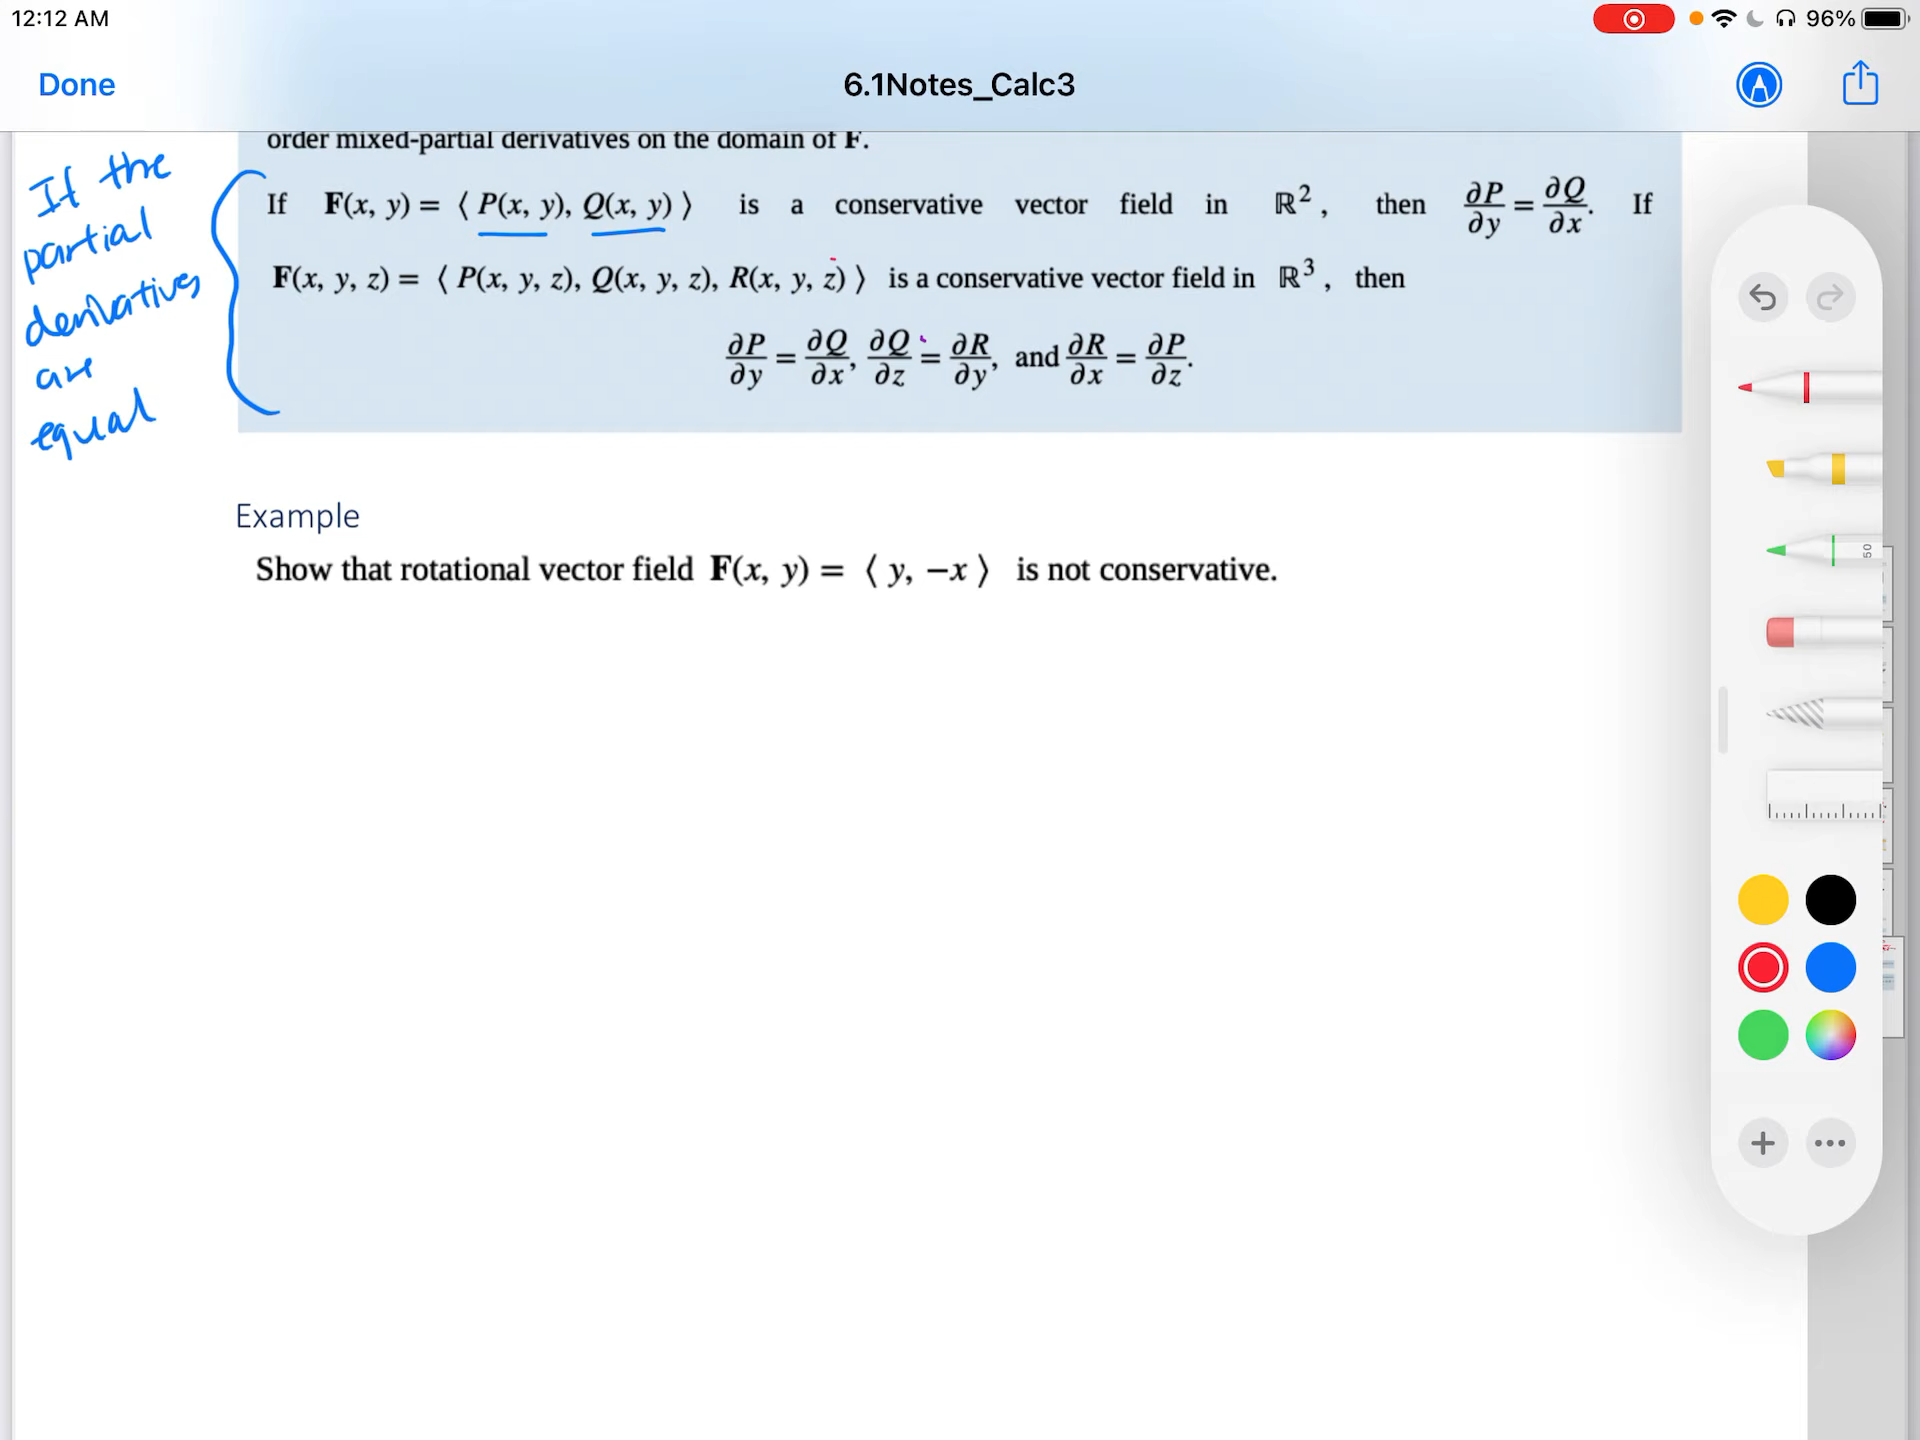 12:12 AM
96%
Done
6.1Notes_Calc3
order mixed-partial derivatives on the domain of F.
If F(x, y) = ⟨ P(x, y), Q(x, y) ⟩ is a conservative vector field in ℝ², then ∂P/∂y = ∂Q/∂x. If
F(x, y, z) = ⟨ P(x, y, z), Q(x, y, z), R(x, y, z) ⟩ is a conservative vector field in ℝ³, then
∂P/∂y = ∂Q/∂x, ∂Q/∂z = ∂R/∂y, and ∂R/∂x = ∂P/∂z.
If the
partial
derivatives
are
equal
Example
Show that rotational vector field F(x, y) = ⟨ y, −x ⟩ is not conservative.
50